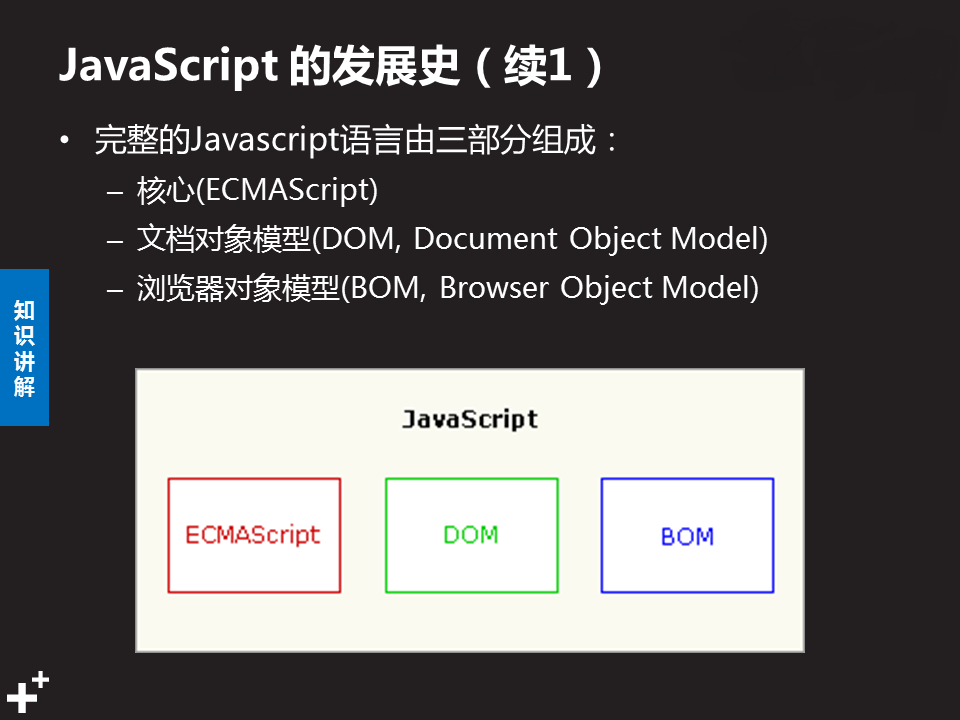 JavaScript 的发展史（续1）
• 完整的Javascript语言由三部分组成：
– 核心(ECMAScript)
– 文档对象模型(DOM, Document Object Model)
– 浏览器对象模型(BOM, Browser Object Model)
知识讲解
JavaScript
ECMAScript
DOM
BOM